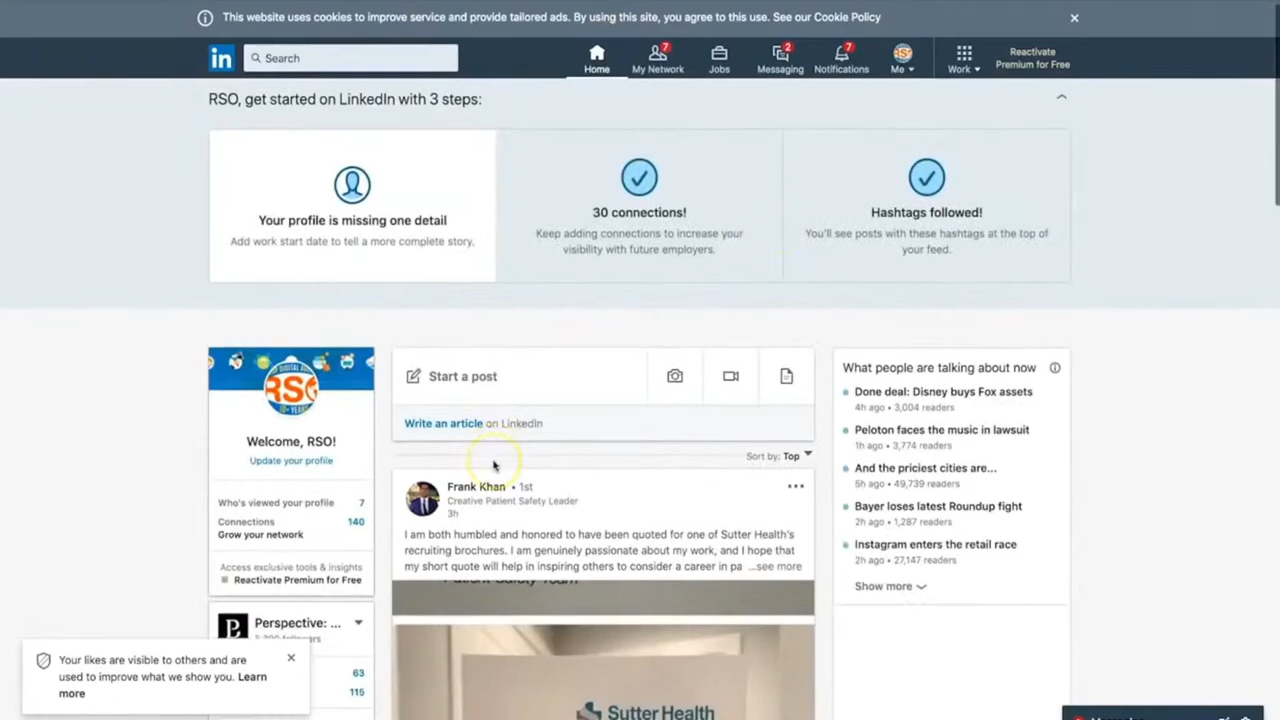 This website uses cookies to improve service and provide tailored ads. By using this site, you agree to this use. See our Cookie Policy
in
Search
Home
7
My Network
Jobs
2
Messaging
7
Notifications
Me
Work
Reactivate
Premium for Free
RSO, get started on LinkedIn with 3 steps:
Your profile is missing one detail
Add work start date to tell a more complete story.
30 connections!
Keep adding connections to increase your
visibility with future employers.
Hashtags followed!
You'll see posts with these hashtags at the top of
your feed.
RSO
Welcome, RSO!
Update your profile
Who's viewed your profile 7
Connections 140
Grow your network
Access exclusive tools & insights
Reactivate Premium for Free
Perspective: ...
63
115
Your likes are visible to others and are
used to improve what we show you. Learn
more
Start a post
Write an article on LinkedIn
Sort by: Top
Frank Khan • 1st
Creative Patient Safety Leader
3h
I am both humbled and honored to have been quoted for one of Sutter Health's
recruiting brochures. I am genuinely passionate about my work, and I hope that
my short quote will help in inspiring others to consider a career in pa ...see more
Sutter Health
What people are talking about now
Done deal: Disney buys Fox assets
4h ago • 3,004 readers
Peloton faces the music in lawsuit
1h ago • 3,774 readers
And the priciest cities are...
5h ago • 49,739 readers
Bayer loses latest Roundup fight
2h ago • 1,287 readers
Instagram enters the retail race
2h ago • 27,147 readers
Show more